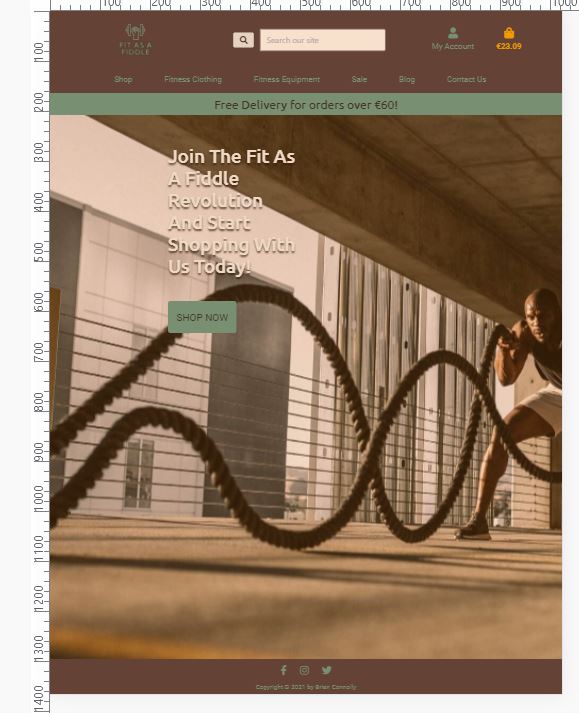 100 200 300 400 500 600 700 800 900 1000
FIT AS A
FIDDLE
Search our site
My Account
€23.09
Shop Fitness Clothing Fitness Equipment Sale Blog Contact Us
Free Delivery for orders over €60!
Join The Fit As
A Fiddle
Revolution
And Start
Shopping With
Us Today!
SHOP NOW
Copyright © 2021 by Brian Connolly
100
200
300
400
500
600
700
800
900
1000
1100
1200
1300
1400